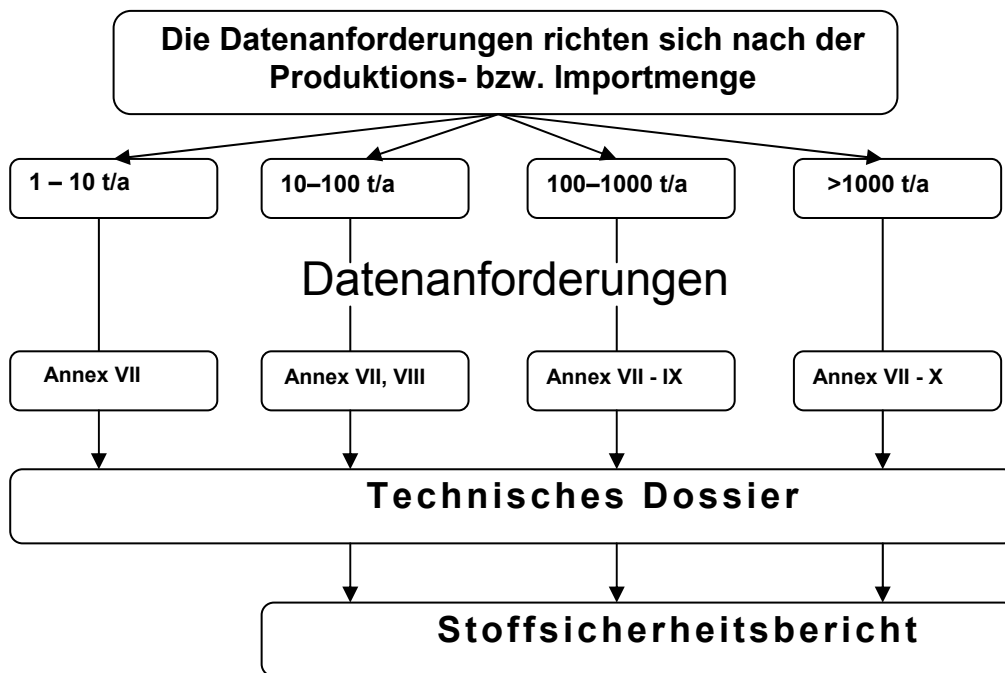 Die Datenanforderungen richten sich nach der
Produktions- bzw. Importmenge
1 – 10 t/a
10–100 t/a
100–1000 t/a
>1000 t/a
Datenanforderungen
Annex VII
Annex VII, VIII
Annex VII - IX
Annex VII - X
Technisches Dossier
Stoffsicherheitsbericht